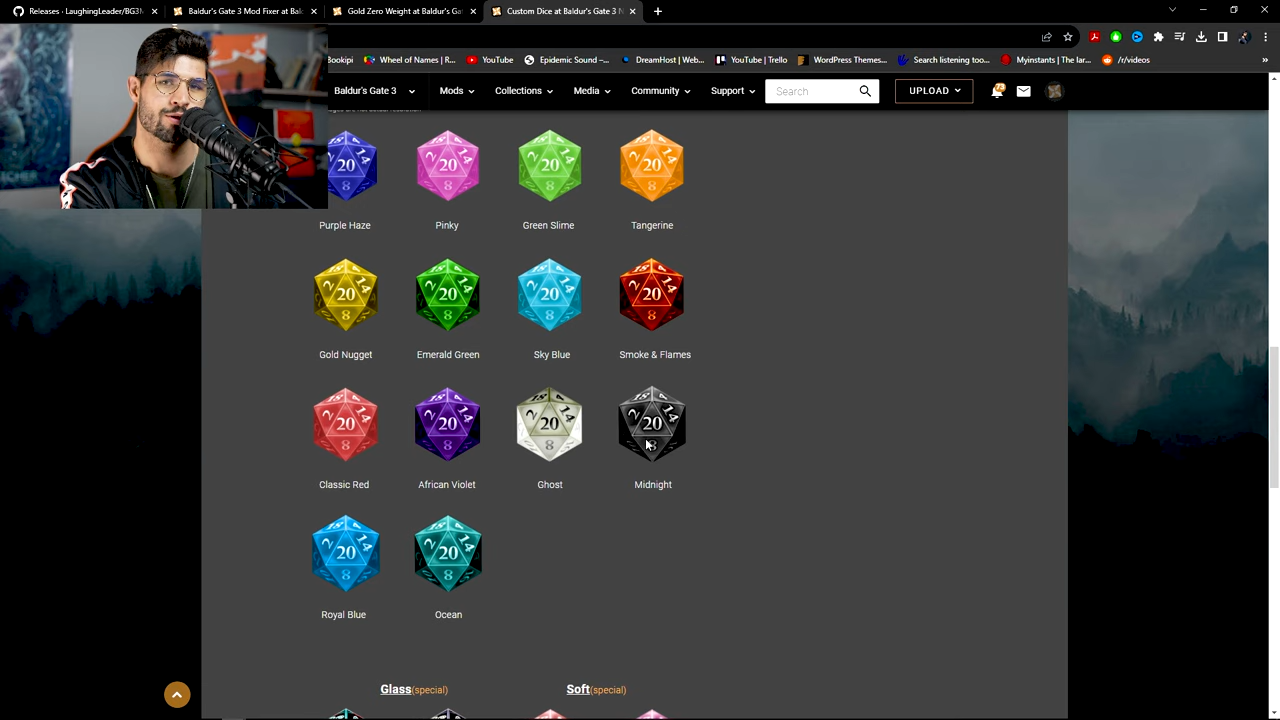 Releases · LaughingLeader/BG3M
Baldur's Gate 3 Mod Fixer at Bal
Gold Zero Weight at Baldur's Ga
Custom Dice at Baldur's Gate 3 N
Bookipi
Wheel of Names | R...
YouTube
Epidemic Sound –...
DreamHost | Web...
YouTube | Trello
WordPress Themes...
Search listening too...
Myinstants | The lar...
r/videos
Baldur's Gate 3
Mods
Collections
Media
Community
Support
Search
UPLOAD
Purple Haze
Pinky
Green Slime
Tangerine
Gold Nugget
Emerald Green
Sky Blue
Smoke & Flames
Classic Red
African Violet
Ghost
Midnight
Royal Blue
Ocean
Glass(special)
Soft(special)